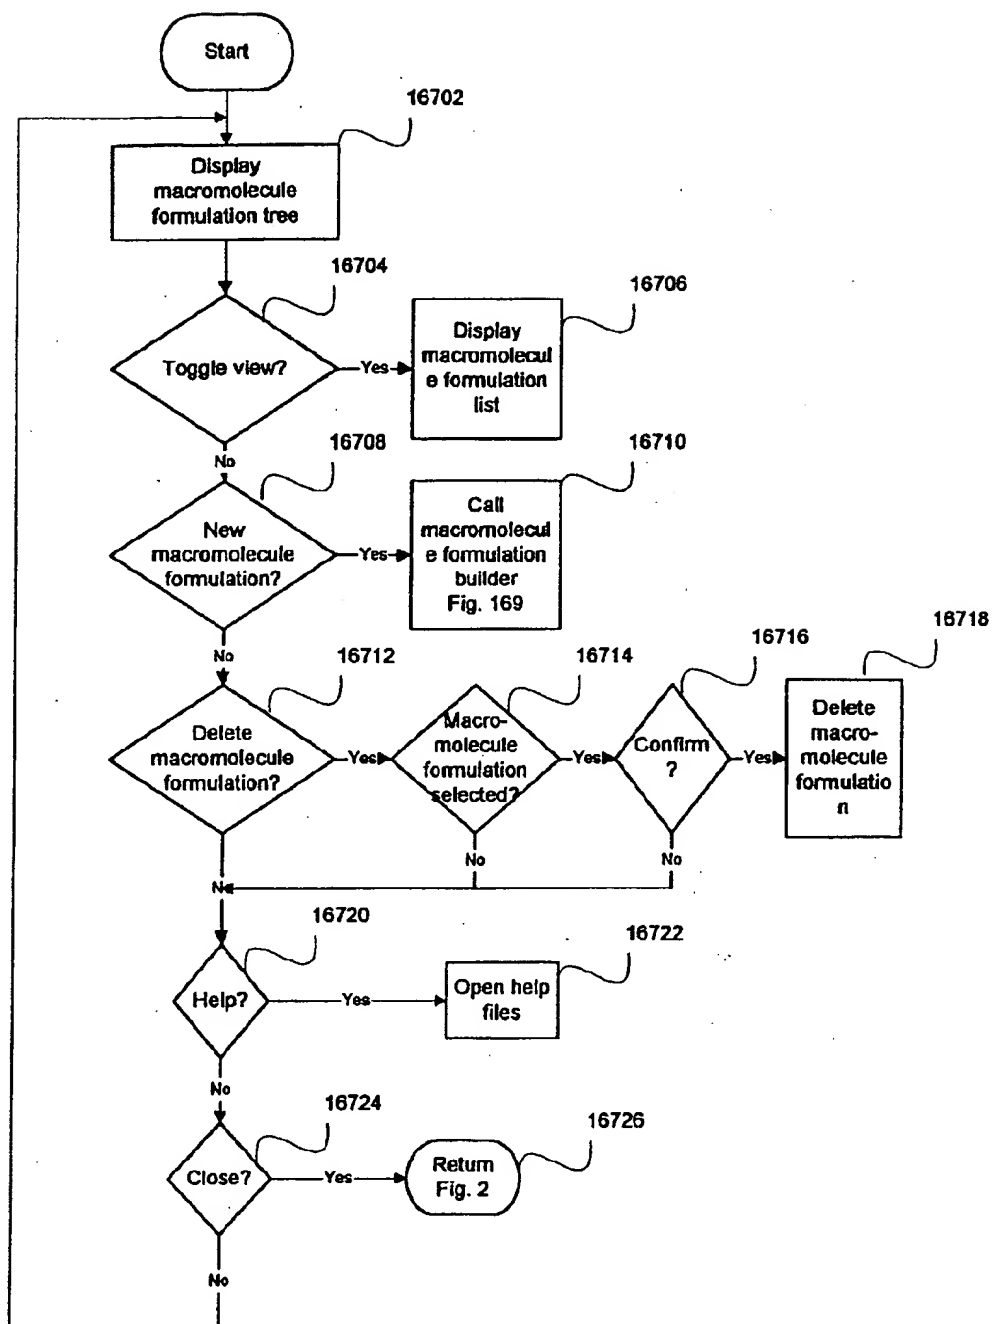 Start
16702
Display
macromolecule
formulation tree
16704
Toggle view?
Yes
16706
Display
macromolecul
e formulation
list
No
16708
New
macromolecule
formulation?
Yes
16710
Call
macromolecul
e formulation
builder
Fig. 169
No
16712
Delete
macromolecule
formulation?
Yes
16714
Macro-
molecule
formulation
selected?
Yes
16716
Confirm
?
Yes
16718
Delete
macro-
molecule
formulatio
n
No
No
No
16720
Help?
Yes
16722
Open help
files
No
16724
Close?
Yes
16726
Return
Fig. 2
No